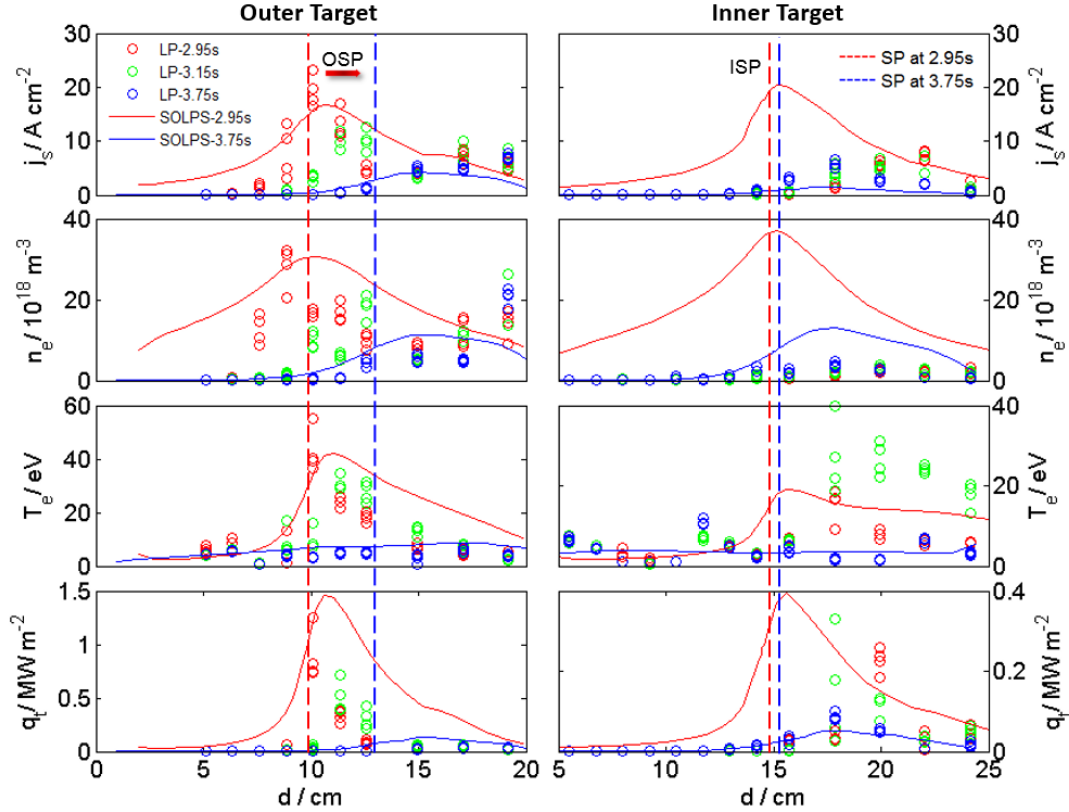 Outer Target
Inner Target
30
20
10
0
j_s / A cm^-2
LP-2.95s
LP-3.15s
LP-3.75s
SOLPS-2.95s
SOLPS-3.75s
OSP
ISP
SP at 2.95s
SP at 3.75s
30
20
10
0
j_s / A cm^-2
40
20
0
n_e / 10^18 m^-3
40
20
0
n_e / 10^18 m^-3
60
40
20
0
T_e / eV
40
20
0
T_e / eV
1.5
1
0.5
0
q_t / MW m^-2
0.4
0.2
0
q_t / MW m^-2
0 5 10 15 20
d / cm
5 10 15 20 25
d / cm